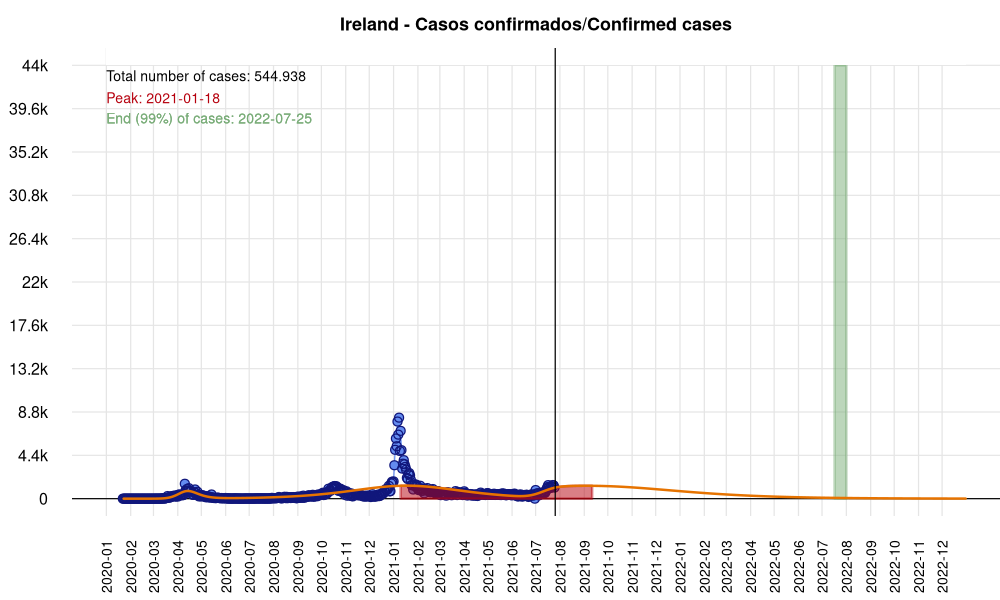 Ireland - Casos confirmados/Confirmed cases
44k
39.6k
35.2k
30.8k
26.4k
22k
17.6k
13.2k
8.8k
4.4k
0
Total number of cases: 544.938
Peak: 2021-01-18
End (99%) of cases: 2022-07-25
2020-01
2020-02
2020-03
2020-04
2020-05
2020-06
2020-07
2020-08
2020-09
2020-10
2020-11
2020-12
2021-01
2021-02
2021-03
2021-04
2021-05
2021-06
2021-07
2021-08
2021-09
2021-10
2021-11
2021-12
2022-01
2022-02
2022-03
2022-04
2022-05
2022-06
2022-07
2022-08
2022-09
2022-10
2022-11
2022-12